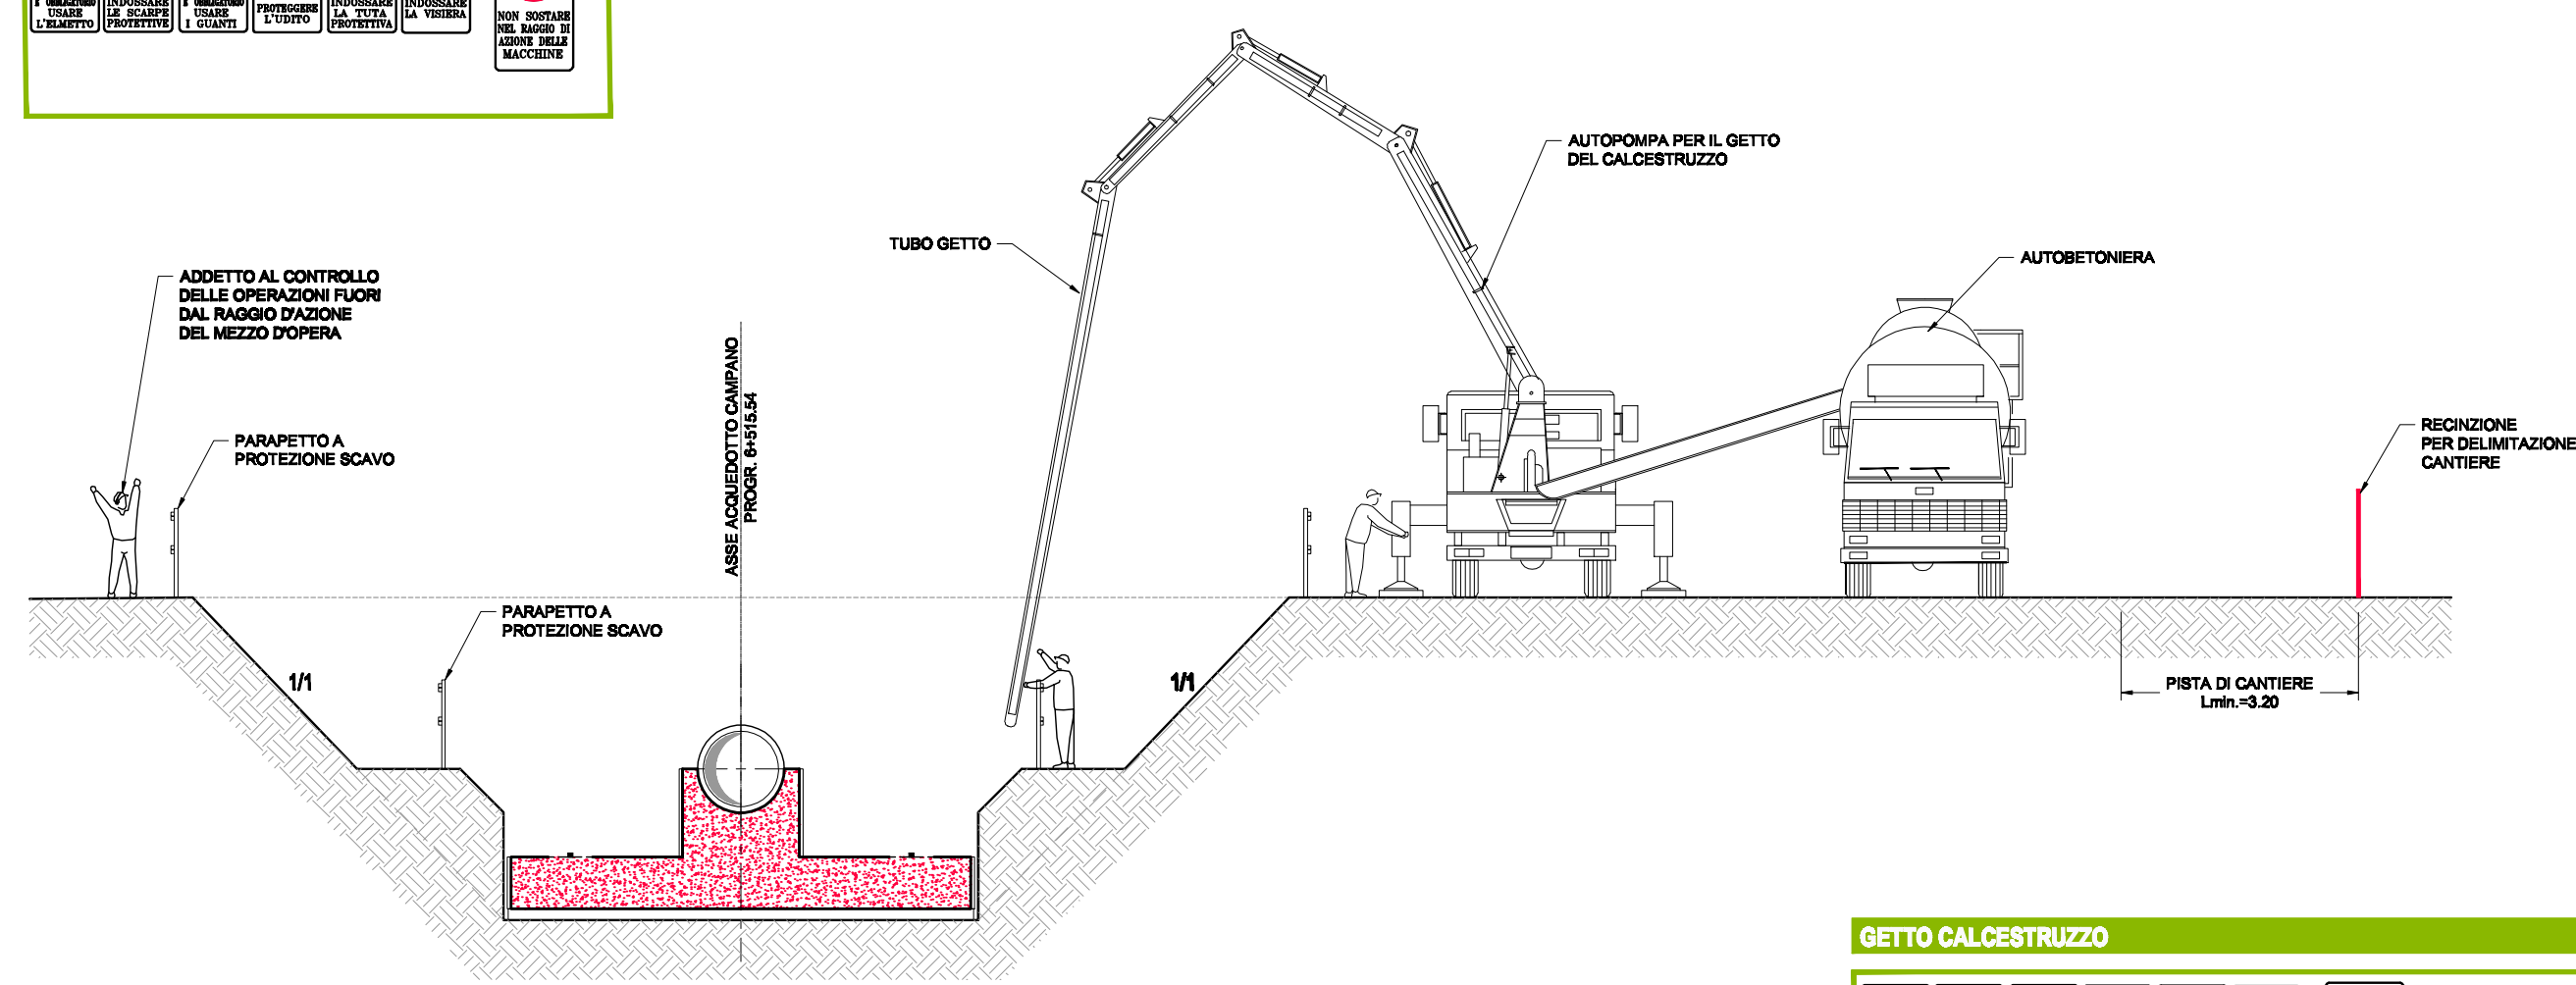 È OBBLIGATORIO
USARE
L'ELMETTO
INDOSSARE
LE SCARPE
PROTETTIVE
È OBBLIGATORIO
USARE
I GUANTI
PROTEGGERE
L'UDITO
INDOSSARE
LA TUTA
PROTETTIVA
INDOSSARE
LA VISIERA
NON SOSTARE
NEL RAGGIO DI
AZIONE DELLE
MACCHINE
AUTOPOMPA PER IL GETTO
DEL CALCESTRUZZO
TUBO GETTO
AUTOBETONIERA
ADDETTO AL CONTROLLO
DELLE OPERAZIONI FUORI
DAL RAGGIO D'AZIONE
DEL MEZZO D'OPERA
ASSE ACQUEDOTTO CAMPANO
PROGR. 6+515.54
PARAPETTO A
PROTEZIONE SCAVO
RECINZIONE
PER DELIMITAZIONE
CANTIERE
PARAPETTO A
PROTEZIONE SCAVO
1/1
1/1
PISTA DI CANTIERE
Lmin.=3.20
GETTO CALCESTRUZZO